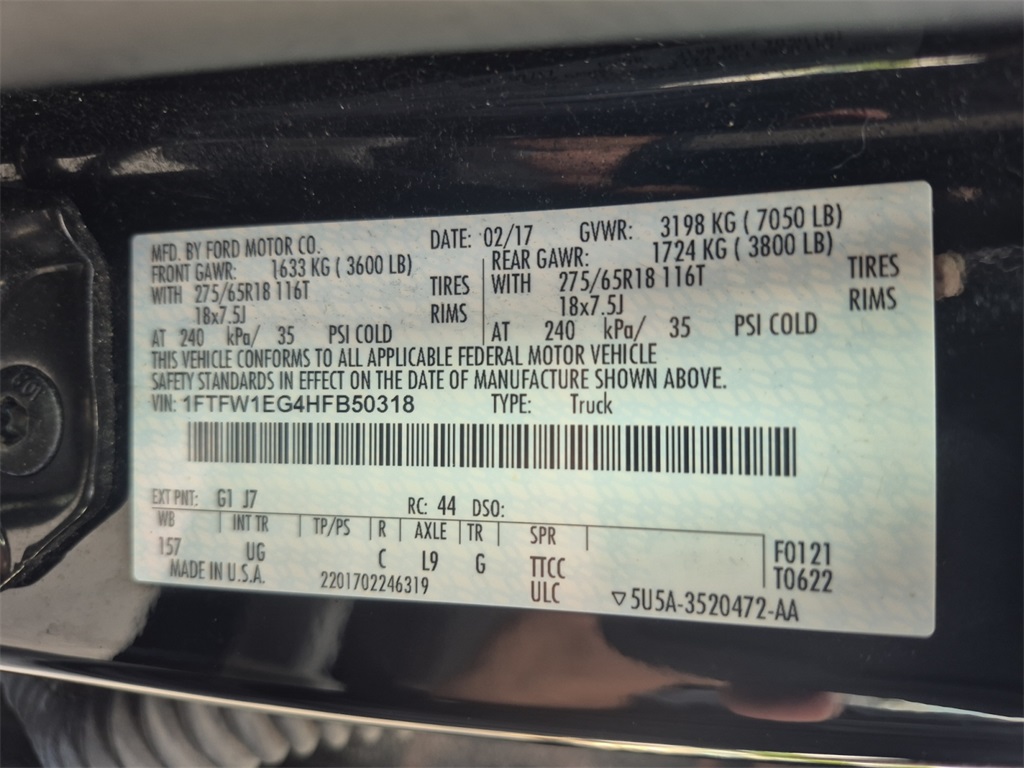 MFD. BY FORD MOTOR CO. DATE: 02/17 GVWR: 3198 KG ( 7050 LB)
FRONT GAWR: 1633 KG ( 3600 LB) REAR GAWR: 1724 KG ( 3800 LB)
WITH 275/65R18 116T TIRES WITH 275/65R18 116T TIRES
18x7.5J RIMS 18x7.5J RIMS
AT 240 kPa/ 35 PSI COLD AT 240 kPa/ 35 PSI COLD
THIS VEHICLE CONFORMS TO ALL APPLICABLE FEDERAL MOTOR VEHICLE
SAFETY STANDARDS IN EFFECT ON THE DATE OF MANUFACTURE SHOWN ABOVE.
VIN: 1FTFW1EG4HFB50318 TYPE: Truck
EXT PNT: G1 J7 RC: 44 DSO:
WB INT TR TP/PS R AXLE TR SPR
157 UG C L9 G TTCC F0121
MADE IN U.S.A. 2201702246319 ULC T0622
▽5U5A-3520472-AA